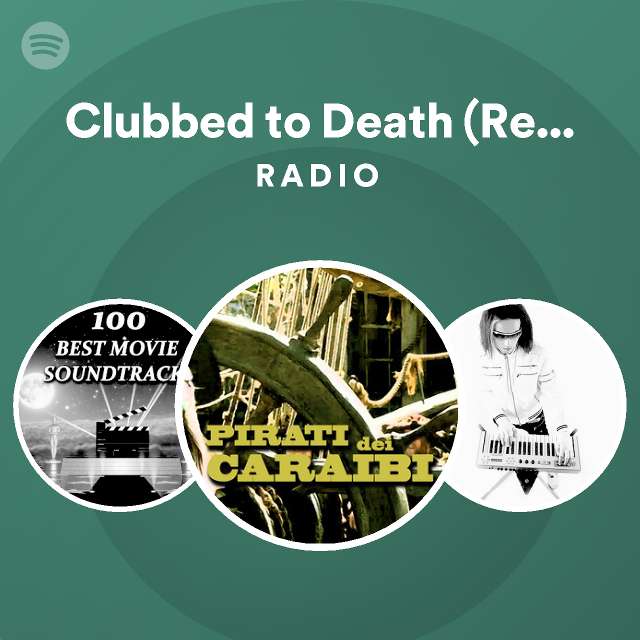 Clubbed to Death (Re...
RADIO
100
BEST MOVIE
SOUNDTRACK
PIRATI dei
CARAIBI